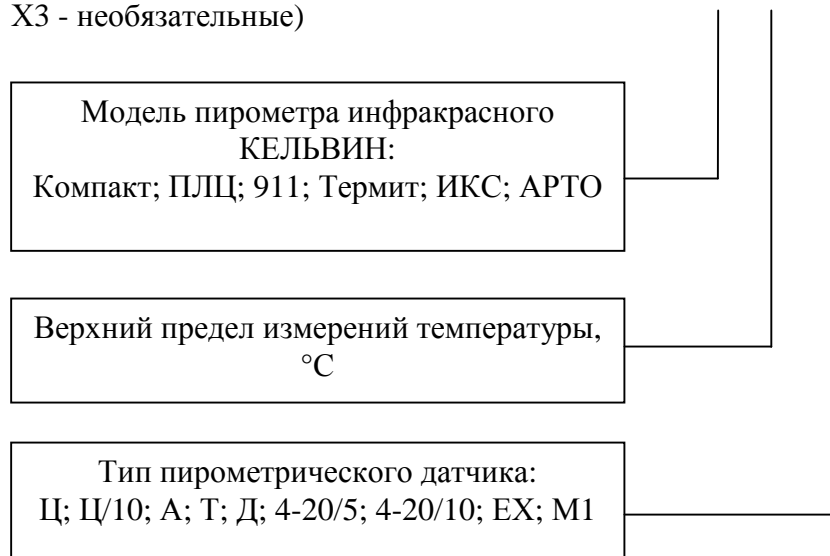 Х3 - необязательные)
Модель пирометра инфракрасного
КЕЛЬВИН:
Компакт; ПЛЦ; 911; Термит; ИКС; АРТО
Верхний предел измерений температуры,
°С
Тип пирометрического датчика:
Ц; Ц/10; А; Т; Д; 4-20/5; 4-20/10; ЕХ; М1